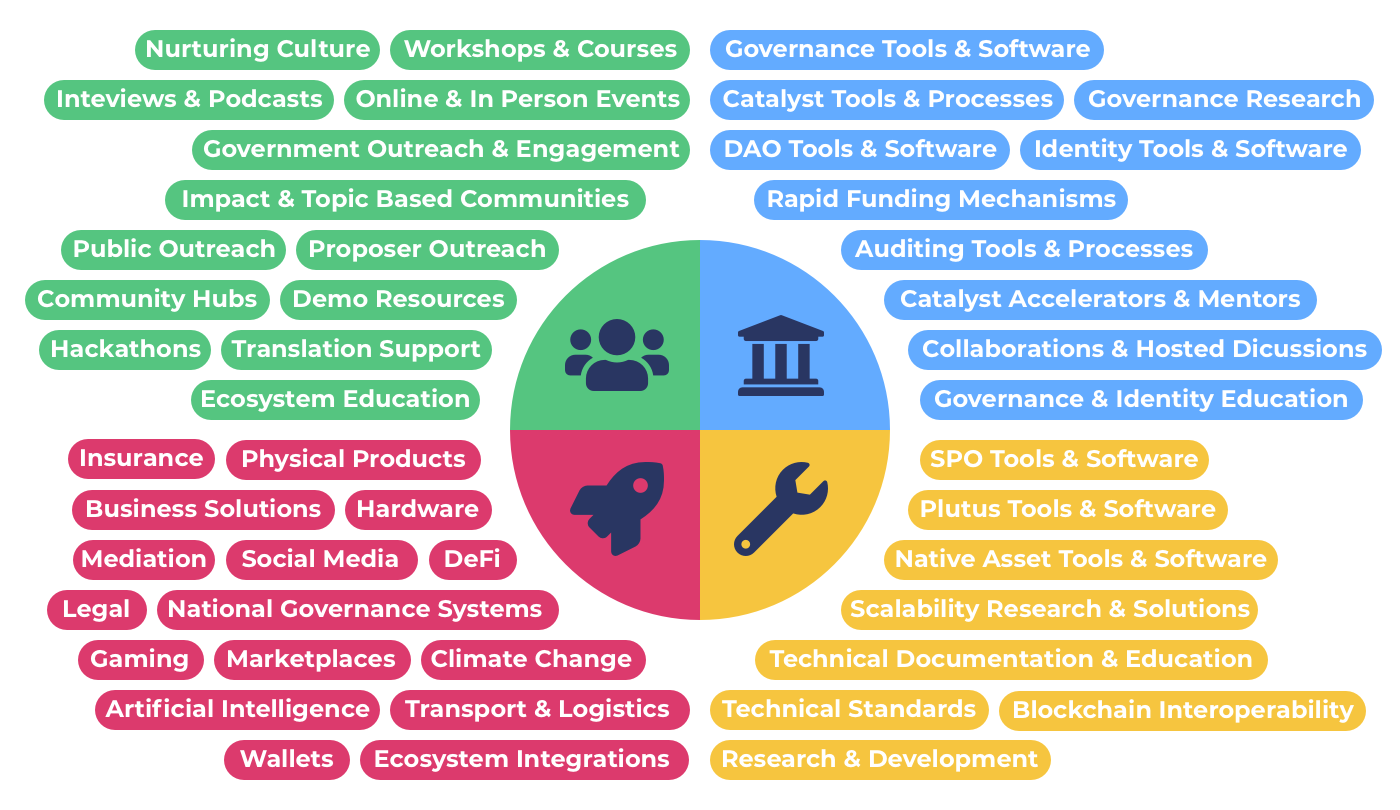 Nurturing Culture
Workshops & Courses
Inteviews & Podcasts
Online & In Person Events
Government Outreach & Engagement
Impact & Topic Based Communities
Public Outreach
Proposer Outreach
Community Hubs
Demo Resources
Hackathons
Translation Support
Ecosystem Education
Governance Tools & Software
Catalyst Tools & Processes
Governance Research
DAO Tools & Software
Identity Tools & Software
Rapid Funding Mechanisms
Auditing Tools & Processes
Catalyst Accelerators & Mentors
Collaborations & Hosted Dicussions
Governance & Identity Education
Insurance
Physical Products
Business Solutions
Hardware
Mediation
Social Media
DeFi
Legal
National Governance Systems
Gaming
Marketplaces
Climate Change
Artificial Intelligence
Transport & Logistics
Wallets
Ecosystem Integrations
SPO Tools & Software
Plutus Tools & Software
Native Asset Tools & Software
Scalability Research & Solutions
Technical Documentation & Education
Technical Standards
Blockchain Interoperability
Research & Development